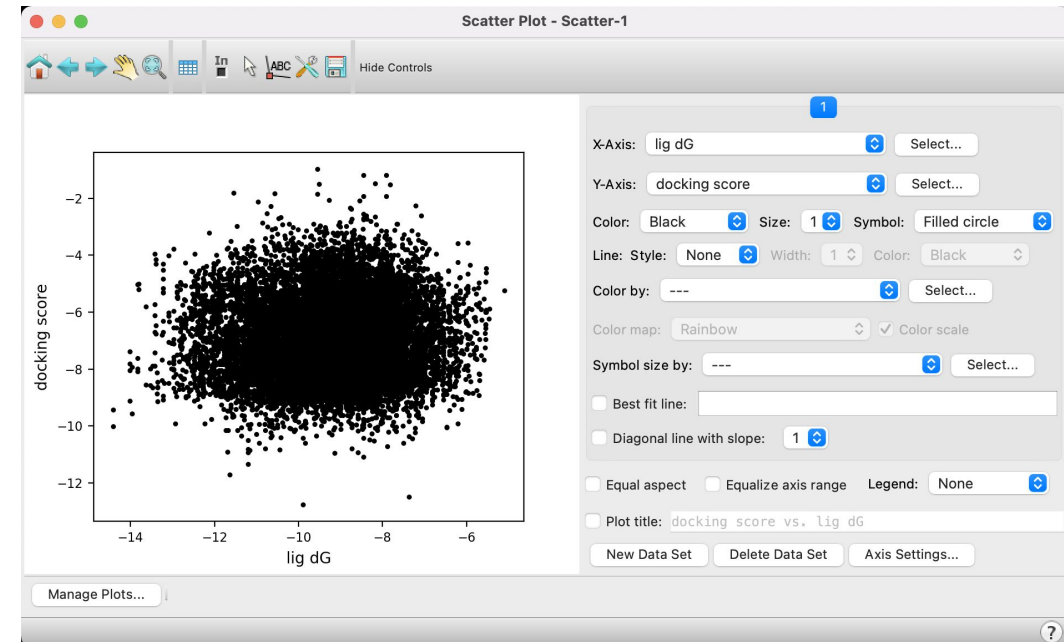 Scatter Plot - Scatter-1
In
ABC
Hide Controls
1
X-Axis: lig dG Select...
Y-Axis: docking score Select...
Color: Black Size: 1 Symbol: Filled circle
Line: Style: None Width: 1 Color: Black
Color by: --- Select...
Color map: Rainbow Color scale
Symbol size by: --- Select...
Best fit line:
Diagonal line with slope: 1
Equal aspect Equalize axis range Legend: None
Plot title: docking score vs. lig dG
New Data Set Delete Data Set Axis Settings...
docking score
−2
−4
−6
−8
−10
−12
−14 −12 −10 −8 −6
lig dG
Manage Plots...
?